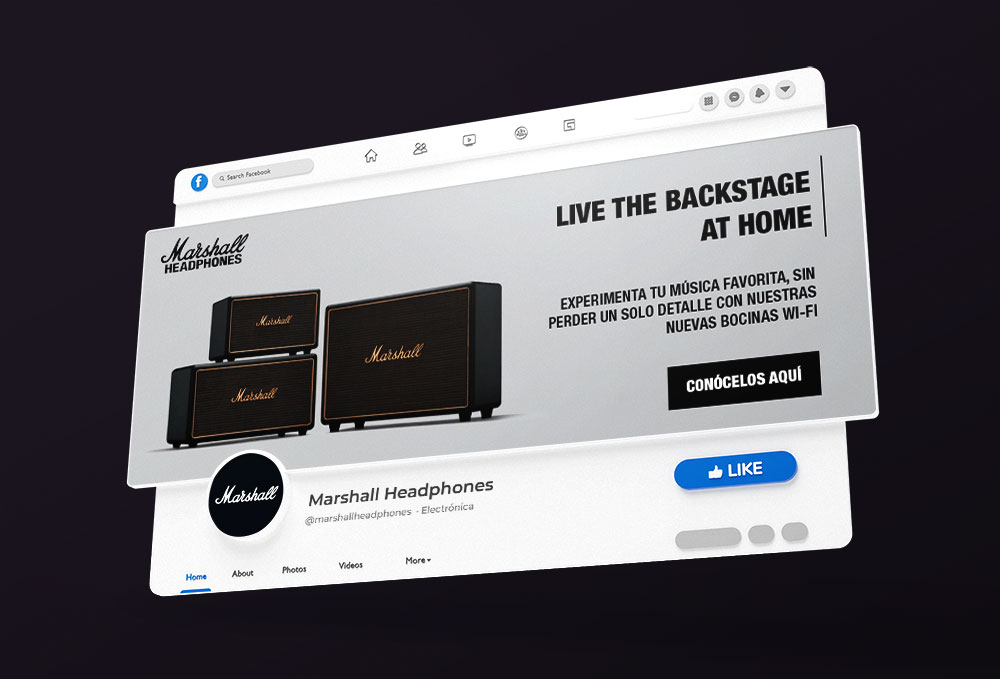 f
Search Facebook
Marshall
HEADPHONES
LIVE THE BACKSTAGE
AT HOME
EXPERIMENTA TU MÚSICA FAVORITA, SIN
PERDER UN SOLO DETALLE CON NUESTRAS
NUEVAS BOCINAS WI-FI
CONÓCELOS AQUÍ
Marshall
Marshall
Marshall
Marshall
Marshall Headphones
@marshallheadphones - Electrónica
LIKE
Home About Photos Videos More